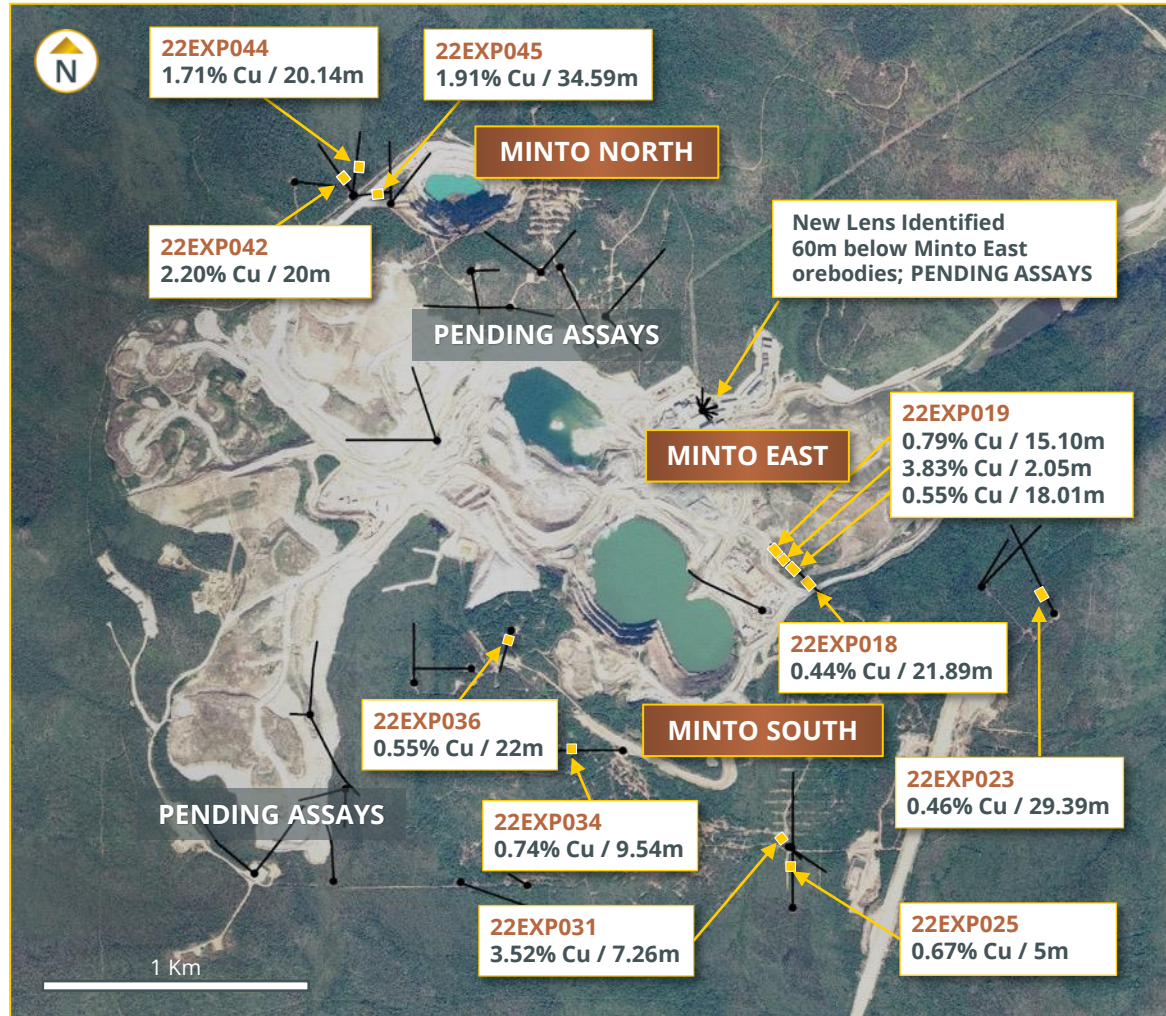 N
22EXP044
1.71% Cu / 20.14m
22EXP045
1.91% Cu / 34.59m
MINTO NORTH
22EXP042
2.20% Cu / 20m
New Lens Identified
60m below Minto East
orebodies; PENDING ASSAYS
PENDING ASSAYS
MINTO EAST
22EXP019
0.79% Cu / 15.10m
3.83% Cu / 2.05m
0.55% Cu / 18.01m
22EXP018
0.44% Cu / 21.89m
22EXP036
0.55% Cu / 22m
MINTO SOUTH
22EXP023
0.46% Cu / 29.39m
PENDING ASSAYS
22EXP034
0.74% Cu / 9.54m
22EXP031
3.52% Cu / 7.26m
22EXP025
0.67% Cu / 5m
1 Km